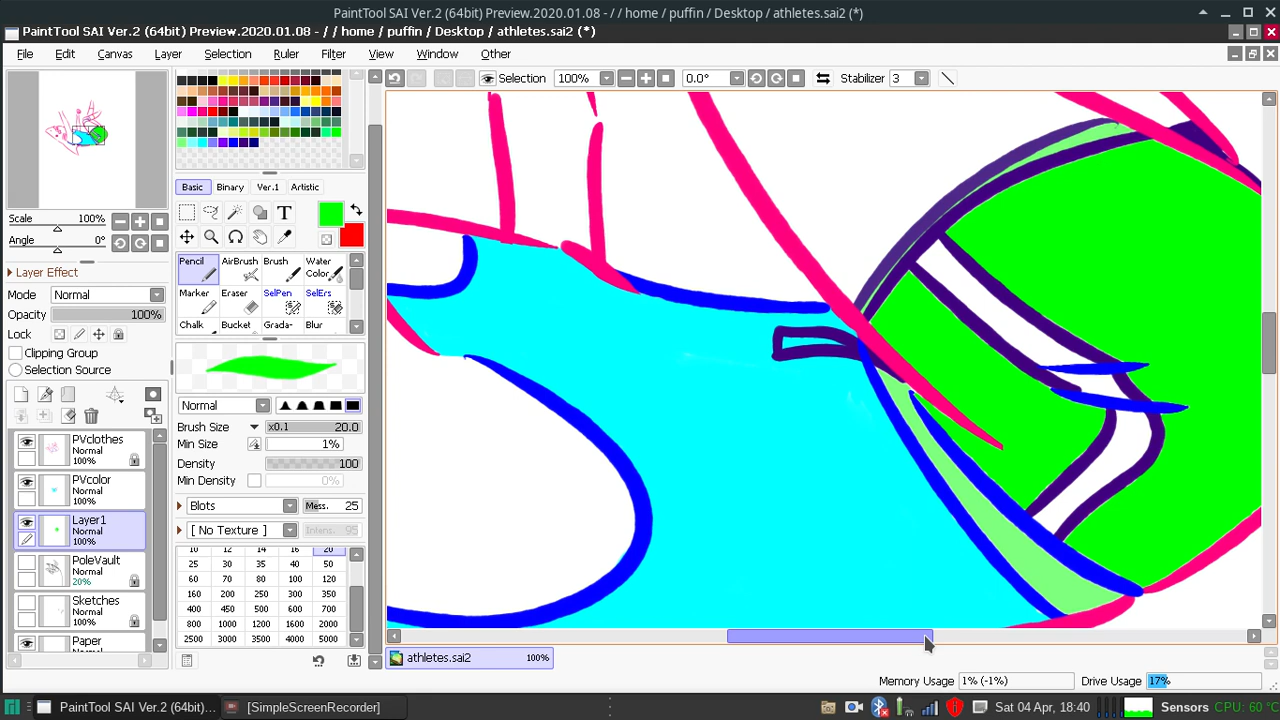 PaintTool SAI Ver.2 (64bit) Preview.2020.01.08 - / / home / puffin / Desktop / athletes.sai2 (*)
PaintTool SAI Ver.2 (64bit) Preview.2020.01.08 - / / home / puffin / Desktop / athletes.sai2 (*)
File Edit Canvas Layer Selection Ruler Filter View Window Other
Selection 100% 0.0° Stabilizer 3
Basic Binary Ver.1 Artistic
Scale 100%
Angle 0°
Layer Effect
Mode Normal
Opacity 100%
Lock
Clipping Group
Selection Source
Pencil AirBrush Brush Water Color
Marker Eraser SelPen SelErs
Chalk Bucket Grada- Blur
Normal
Brush Size x0.1 20.0
Min Size 1%
Density 100
Min Density 0%
Blots Mess. 25
[ No Texture ] Intens. 95
10 12 14 16 20
25 30 35 40 50
60 70 80 100 120
160 200 250 300 350
400 450 500 600 700
800 1000 1200 1600 2000
2500 3000 3500 4000 5000
PVclothes
Normal
100%
PVcolor
Normal
100%
Layer1
Normal
100%
PoleVault
Normal
20%
Sketches
Normal
100%
Paper
Normal
athletes.sai2 100%
Memory Usage 1% (-1%) Drive Usage 17%
PaintTool SAI Ver.2 (64bit)... [SimpleScreenRecorder] Sat 04 Apr, 18:40 Sensors CPU: 60 °C